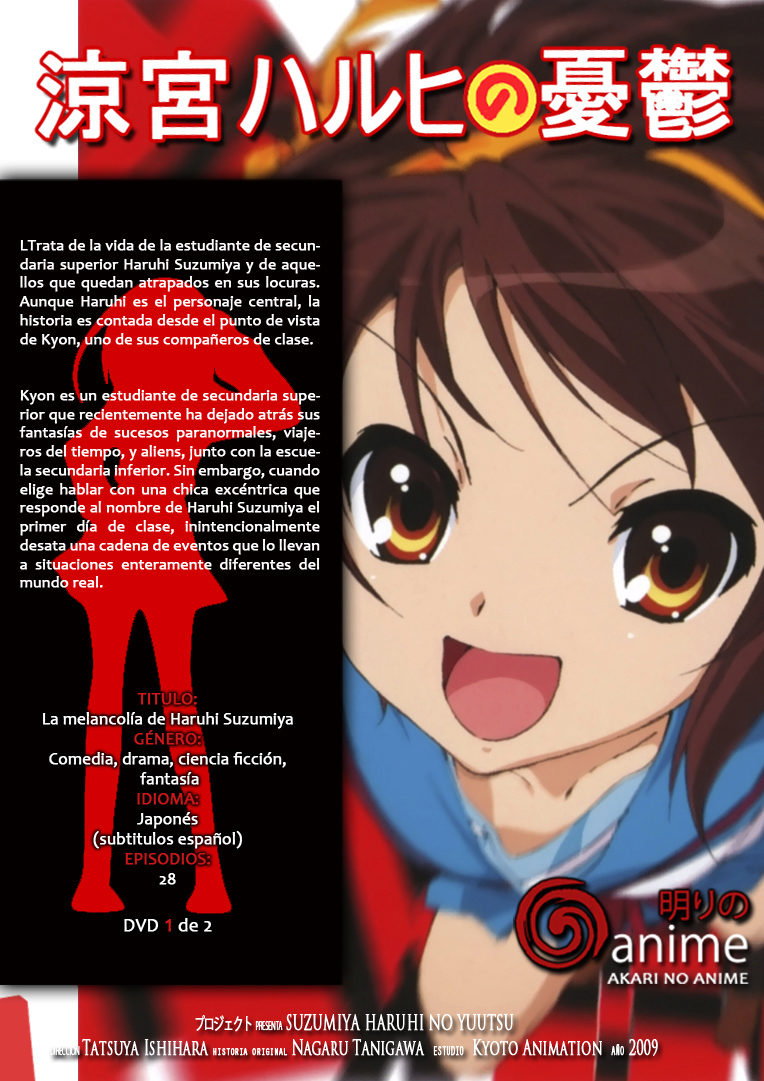 涼宮ハルヒの憂鬱
LTrata de la vida de la estudiante de secun-
daria superior Haruhi Suzumiya y de aque-
llos que quedan atrapados en sus locuras.
Aunque Haruhi es el personaje central, la
historia es contada desde el punto de vista
de Kyon, uno de sus compañeros de clase.
Kyon es un estudiante de secundaria supe-
rior que recientemente ha dejado atrás sus
fantasías de sucesos paranormales, viaje-
ros del tiempo, y aliens, junto con la escue-
la secundaria inferior. Sin embargo, cuando
elige hablar con una chica excéntrica que
responde al nombre de Haruhi Suzumiya el
primer día de clase, inintencionalmente
desata una cadena de eventos que lo llevan
a situaciones enteramente diferentes del
mundo real.
TITULO:
La melancolía de Haruhi Suzumiya
GÉNERO:
Comedia, drama, ciencia ficción,
fantasía
IDIOMA:
Japonés
(subtitulos español)
EPISODIOS:
28
DVD 1 de 2
明りの
anime
AKARI NO ANIME
プロジェクト PRESENTA SUZUMIYA HARUHI NO YUUTSU
DIRECCION TATSUYA ISHIHARA HISTORIA ORIGINAL NAGARU TANIGAWA ESTUDIO KYOTO ANIMATION AÑO 2009